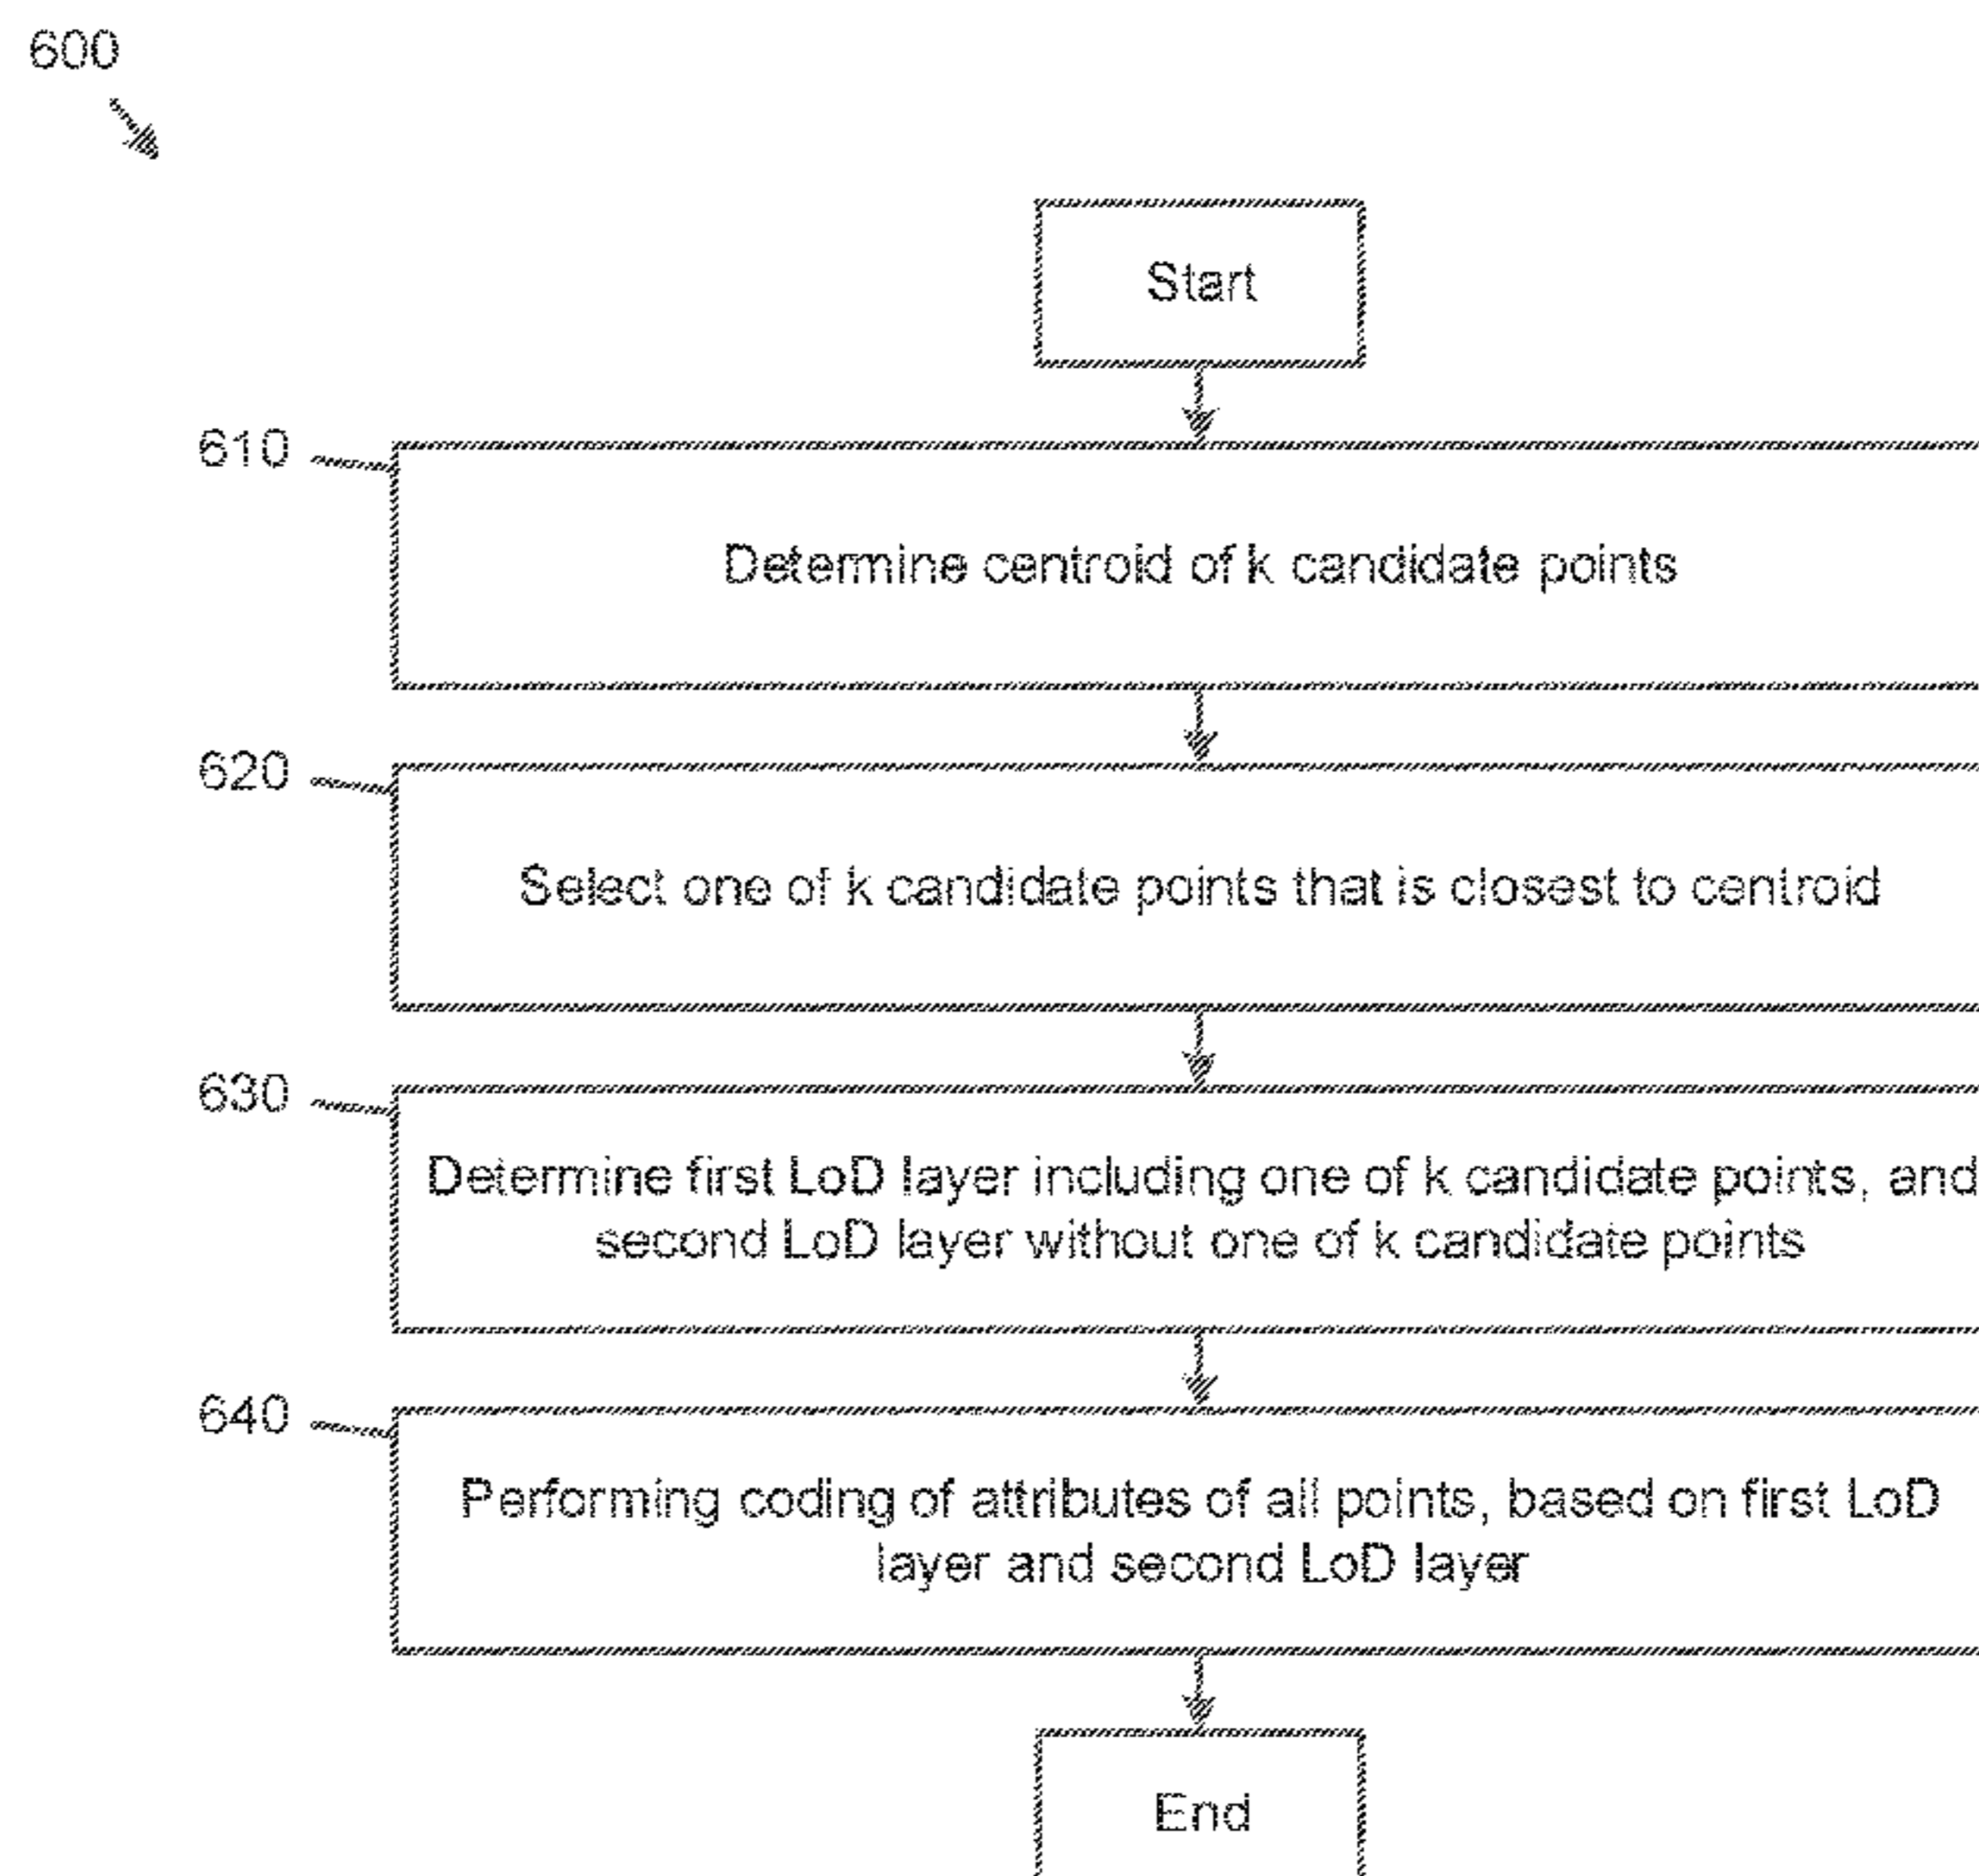 600
Start
610
Determine centroid of k candidate points
620
Select one of k candidate points that is closest to centroid
630
Determine first LoD layer including one of k candidate points, and
second LoD layer without one of k candidate points
640
Performing coding of attributes of all points, based on first LoD
layer and second LoD layer
End